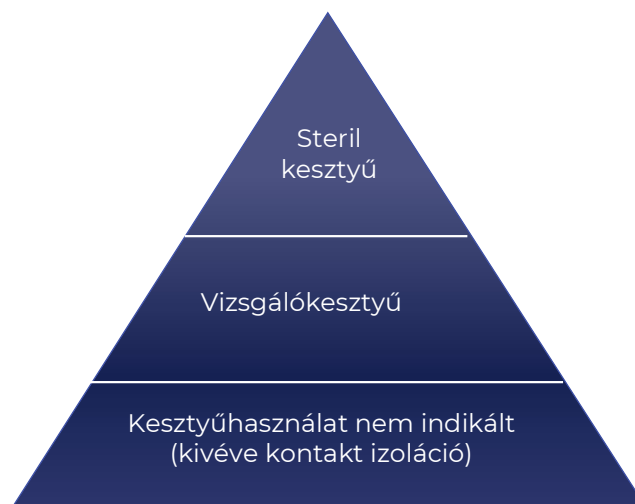 Steril
kesztyű
Vizsgálókesztyű
Kesztyűhasználat nem indikált
(kivéve kontakt izoláció)